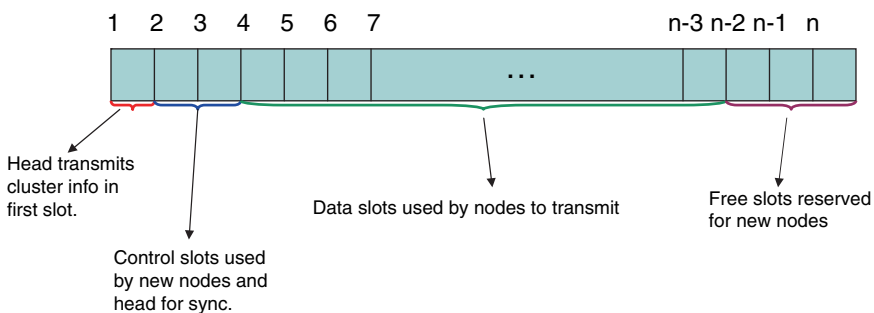 1 2 3 4 5 6 7 n-3 n-2 n-1 n
...
Head transmits
cluster info in
first slot.
Data slots used by nodes to transmit
Free slots reserved
for new nodes
Control slots used
by new nodes and
head for sync.